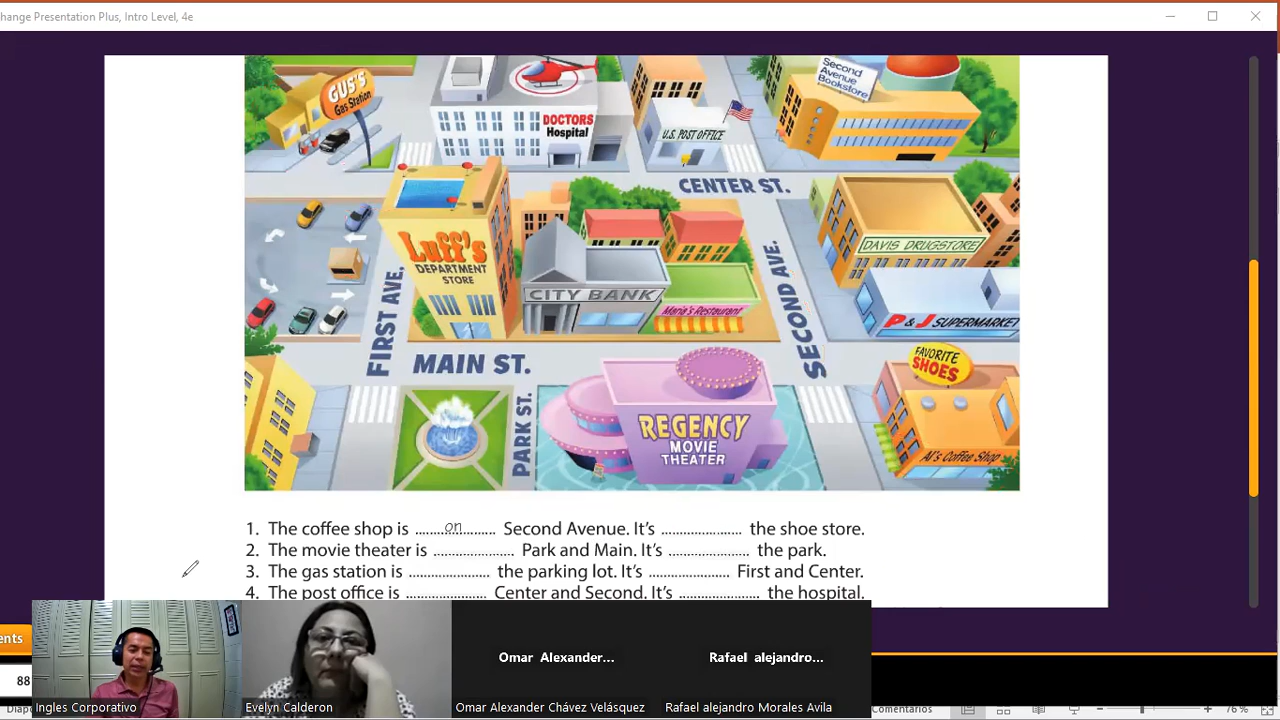 hange Presentation Plus, Intro Level, 4e
GUS'S
Gas Station
DOCTORS
Hospital
U.S. POST OFFICE
Second
Avenue
Bookstore
CENTER ST.
Luff's
DEPARTMENT
STORE
CITY BANK
Maria's Restaurant
DAVIS DRUGSTORE
P & J SUPERMARKET
FIRST AVE.
SECOND AVE.
MAIN ST.
PARK ST.
REGENCY
MOVIE
THEATER
FAVORITE
SHOES
Al's Coffee Shop
1. The coffee shop is .......on....... Second Avenue. It's ...................... the shoe store.
2. The movie theater is ...................... Park and Main. It's ...................... the park.
3. The gas station is ...................... the parking lot. It's ...................... First and Center.
4. The post office is ...................... Center and Second. It's ...................... the hospital.
ents
88
Omar Alexander...
Rafael alejandro...
Ingles Corporativo
Evelyn Calderon
Omar Alexander Chávez Velásquez
Rafael alejandro Morales Avila
Comentarios
76 %